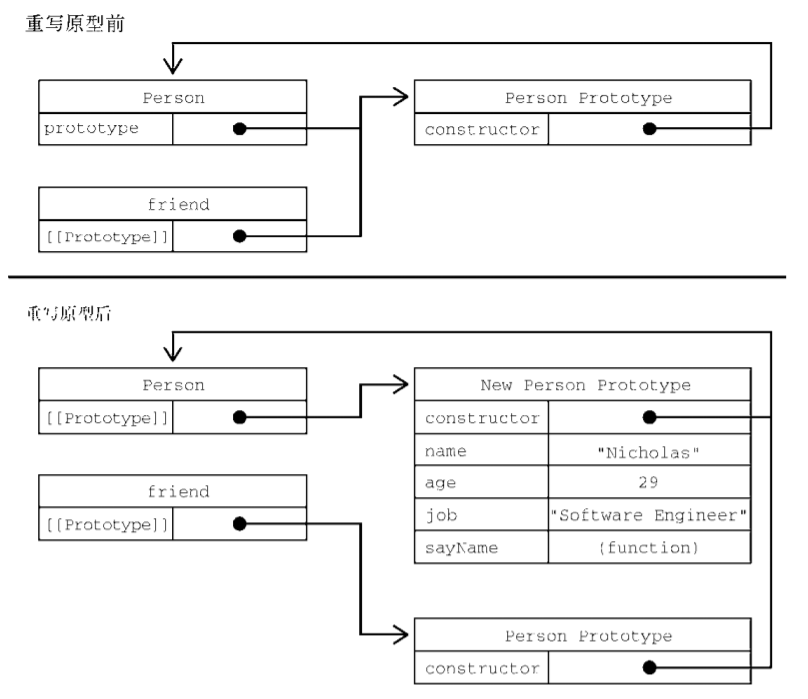 重写原型前
Person
Person Prototype
prototype
constructor
friend
[[Prototype]]
重写原型后
Person
New Person Prototype
[[Prototype]]
constructor
name
"Nicholas"
friend
age
29
[[Prototype]]
job
"Software Engineer"
sayName
(function)
Person Prototype
constructor